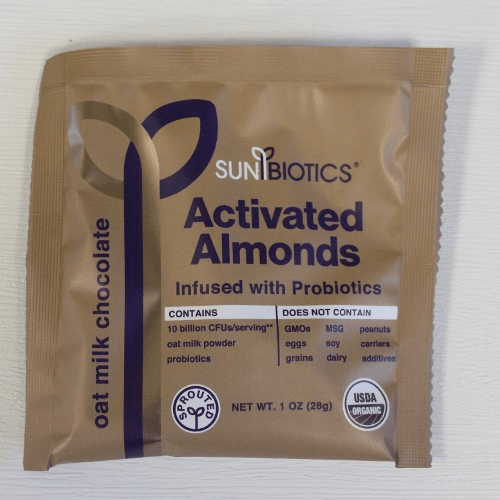 SUNBIOTICS®
Activated
Almonds
Infused with Probiotics
oat milk chocolate
CONTAINS
10 billion CFUs/serving**
oat milk powder
probiotics
DOES NOT CONTAIN
GMOs MSG peanuts
eggs soy carriers
grains dairy additives
SPROUTED
NET WT. 1 OZ (28g)
USDA
ORGANIC